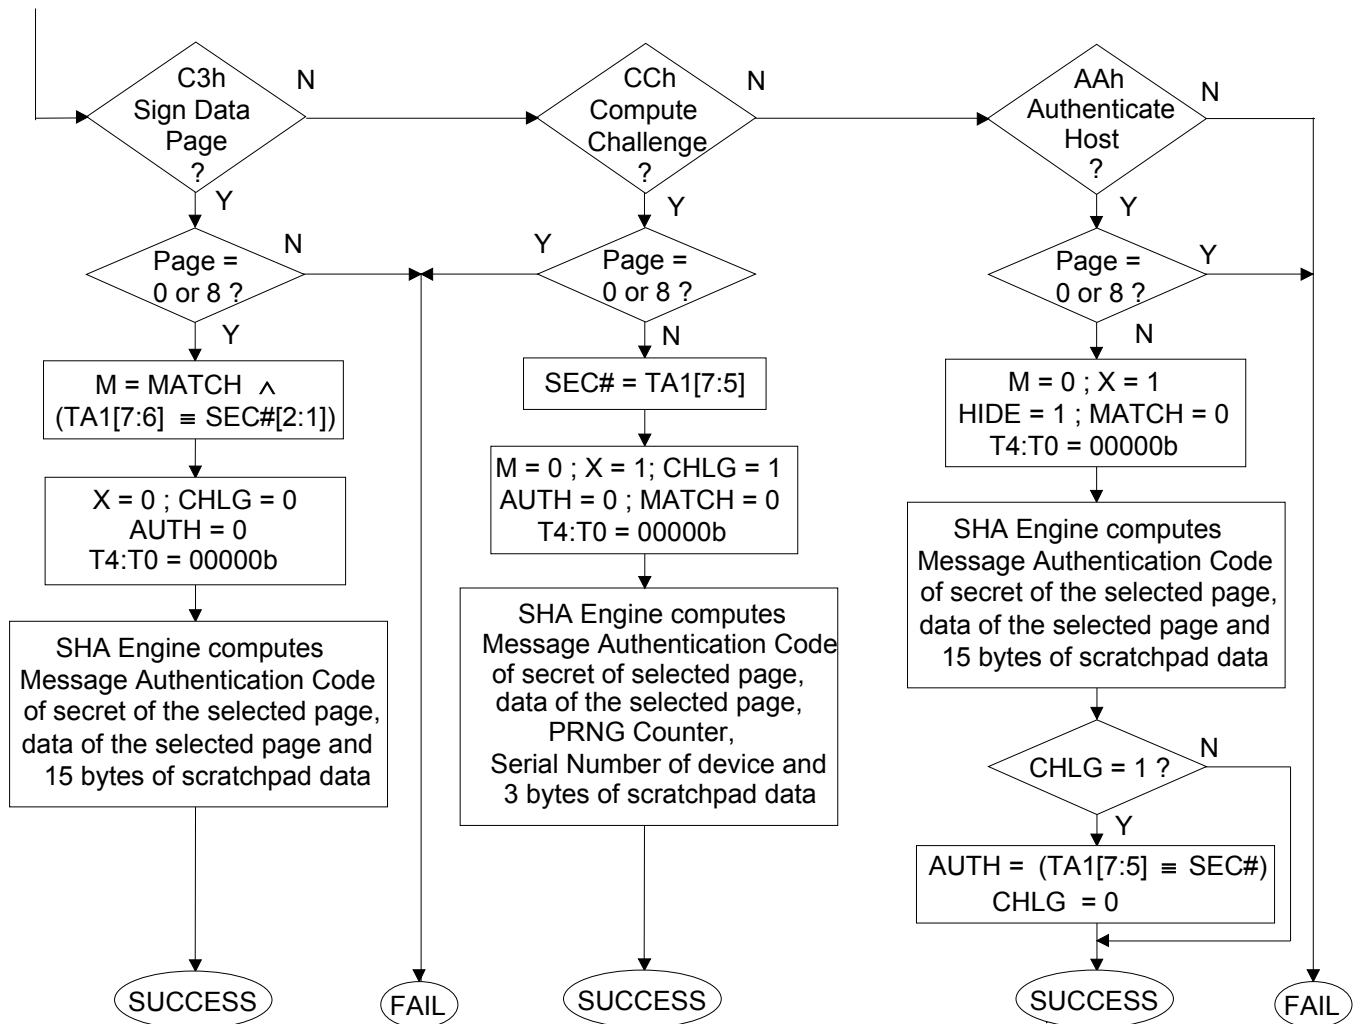 C3h
Sign Data
Page
?
N
Y
Page =
0 or 8 ?
N
Y
M = MATCH ∧
(TA1[7:6] ≡ SEC#[2:1])
X = 0 ; CHLG = 0
AUTH = 0
T4:T0 = 00000b
SHA Engine computes
Message Authentication Code
of secret of the selected page,
data of the selected page and
15 bytes of scratchpad data
SUCCESS
FAIL
CCh
Compute
Challenge
?
N
Y
Page =
0 or 8 ?
Y
N
SEC# = TA1[7:5]
M = 0 ; X = 1; CHLG = 1
AUTH = 0 ; MATCH = 0
T4:T0 = 00000b
SHA Engine computes
Message Authentication Code
of secret of selected page,
data of the selected page,
PRNG Counter,
Serial Number of device and
3 bytes of scratchpad data
SUCCESS
AAh
Authenticate
Host
?
N
Y
Page =
0 or 8 ?
Y
N
M = 0 ; X = 1
HIDE = 1 ; MATCH = 0
T4:T0 = 00000b
SHA Engine computes
Message Authentication Code
of secret of the selected page,
data of the selected page and
15 bytes of scratchpad data
CHLG = 1 ?
N
Y
AUTH = (TA1[7:5] ≡ SEC#)
CHLG = 0
SUCCESS
FAIL